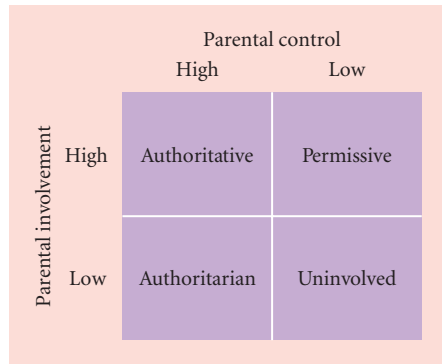 Parental control
High Low
Parental involvement
High Authoritative Permissive
Low Authoritarian Uninvolved